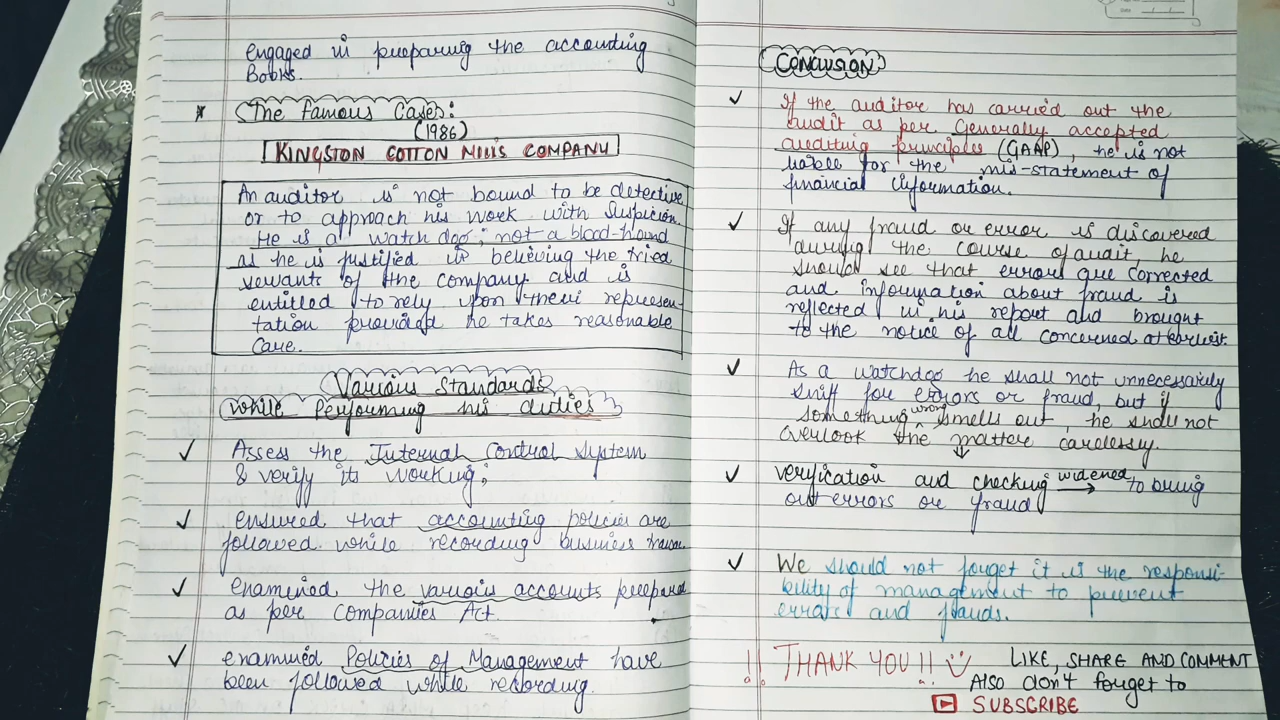 engaged in preparing the accounting
Books.
* The Famous Cases:
(1986)
KINGSTON COTTON MILLS COMPANY
An auditor is not bound to be detective
or to approach his work with suspicion.
He is a watch dog; not a blood-hound
as he is justified in believing the tried
servants of the company and is
entitled to rely upon their represen-
tation provided he takes reasonable
care.
Various Standards
while Performing his duties
✓ Assess the Internal Control System
& verify its working;
✓ ensured that accounting policies are
followed while recording business
✓ examined the various accounts prepared
as per Companies Act.
✓ examined Policies of Management have
been followed while recording.
CONCLUSION
✓ If the auditor has carried out the
audit as per Generally accepted
auditing principles (GAAP), he is not
liable for the mis-statement of
financial information.
✓ If any fraud or error is discovered
during the course of audit, he
should see that errors are corrected
and information about fraud is
reflected in his report and brought
to the notice of all concerned at earliest.
✓ As a watchdog he shall not unnecessarily
sniff for errors or fraud, but if
something wrong smells out, he shall not
overlook the matter carelessly.
✓ verification and checking widened → to bring
out errors or fraud
✓ We should not forget it is the responsi-
bility of management to prevent
errors and frauds.
!! THANK YOU!! LIKE, SHARE AND COMMENT
Also don't forget to
SUBSCRIBE